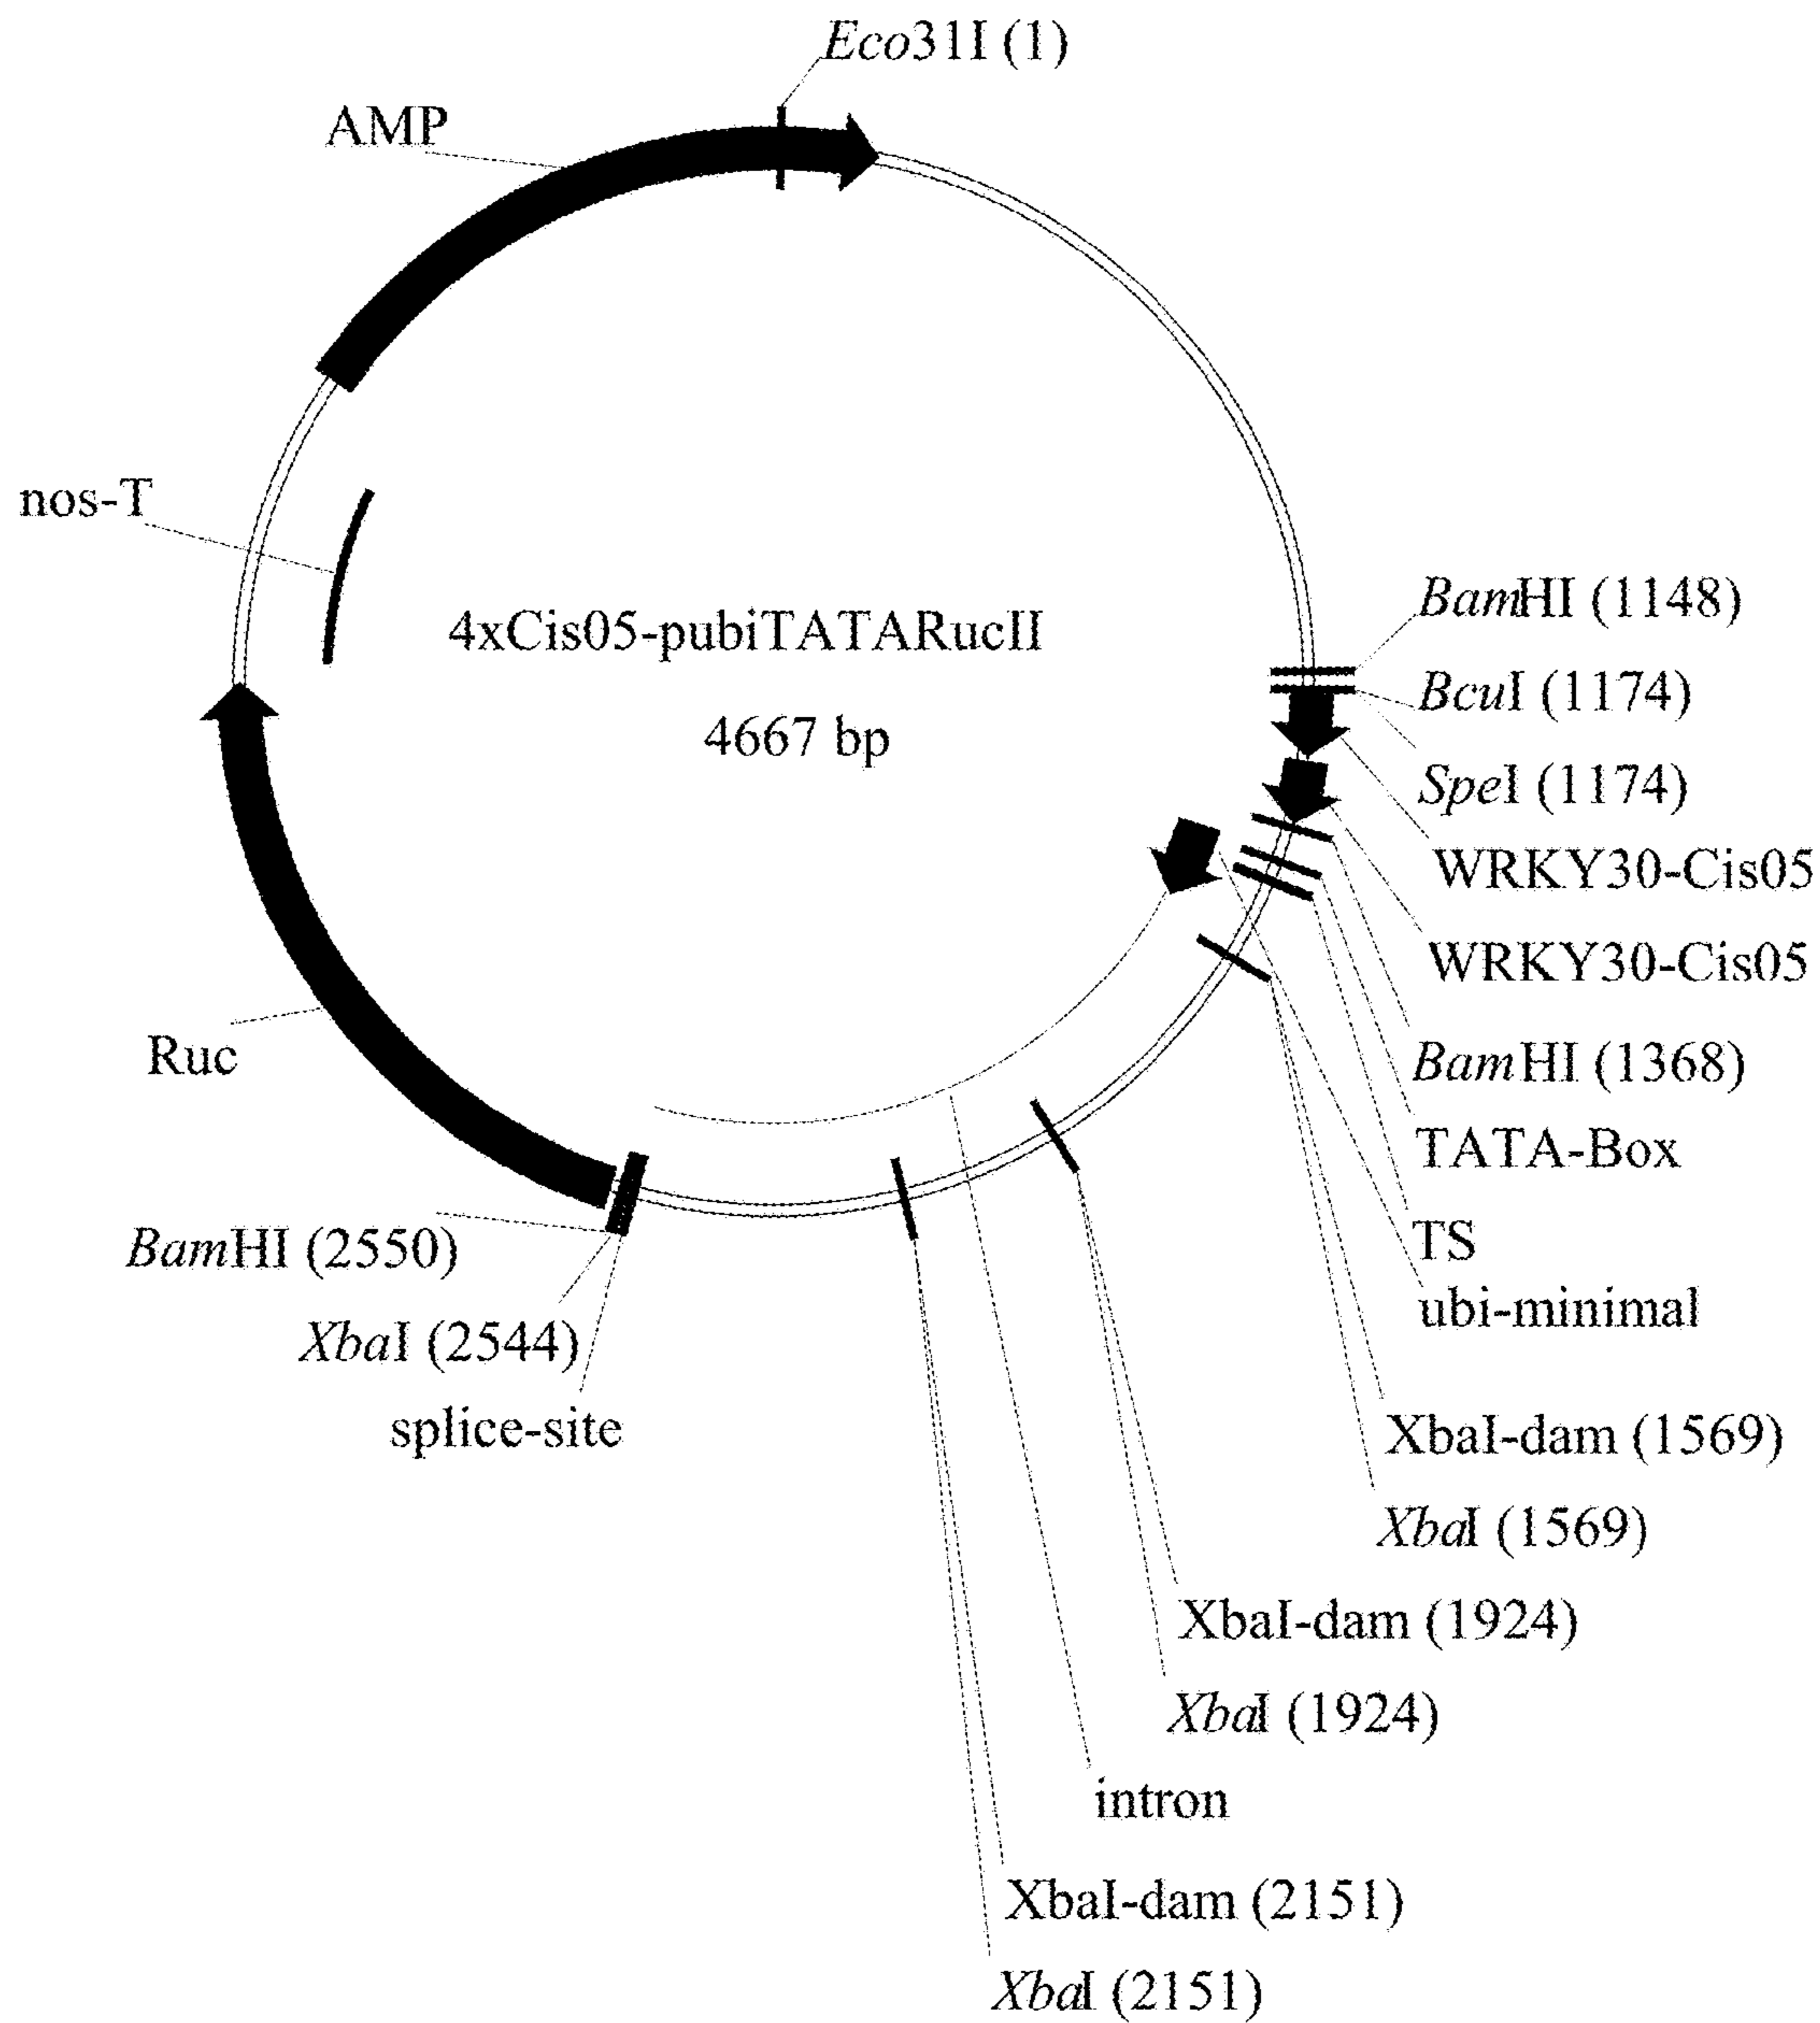 Eco31I (1)
AMP
nos-T
4xCis05-pubiTATARucII
4667 bp
BamHI (1148)
BcuI (1174)
SpeI (1174)
WRKY30-Cis05
WRKY30-Cis05
BamHI (1368)
TATA-Box
TS
ubi-minimal
XbaI-dam (1569)
XbaI (1569)
XbaI-dam (1924)
XbaI (1924)
intron
XbaI-dam (2151)
XbaI (2151)
Ruc
BamHI (2550)
XbaI (2544)
splice-site